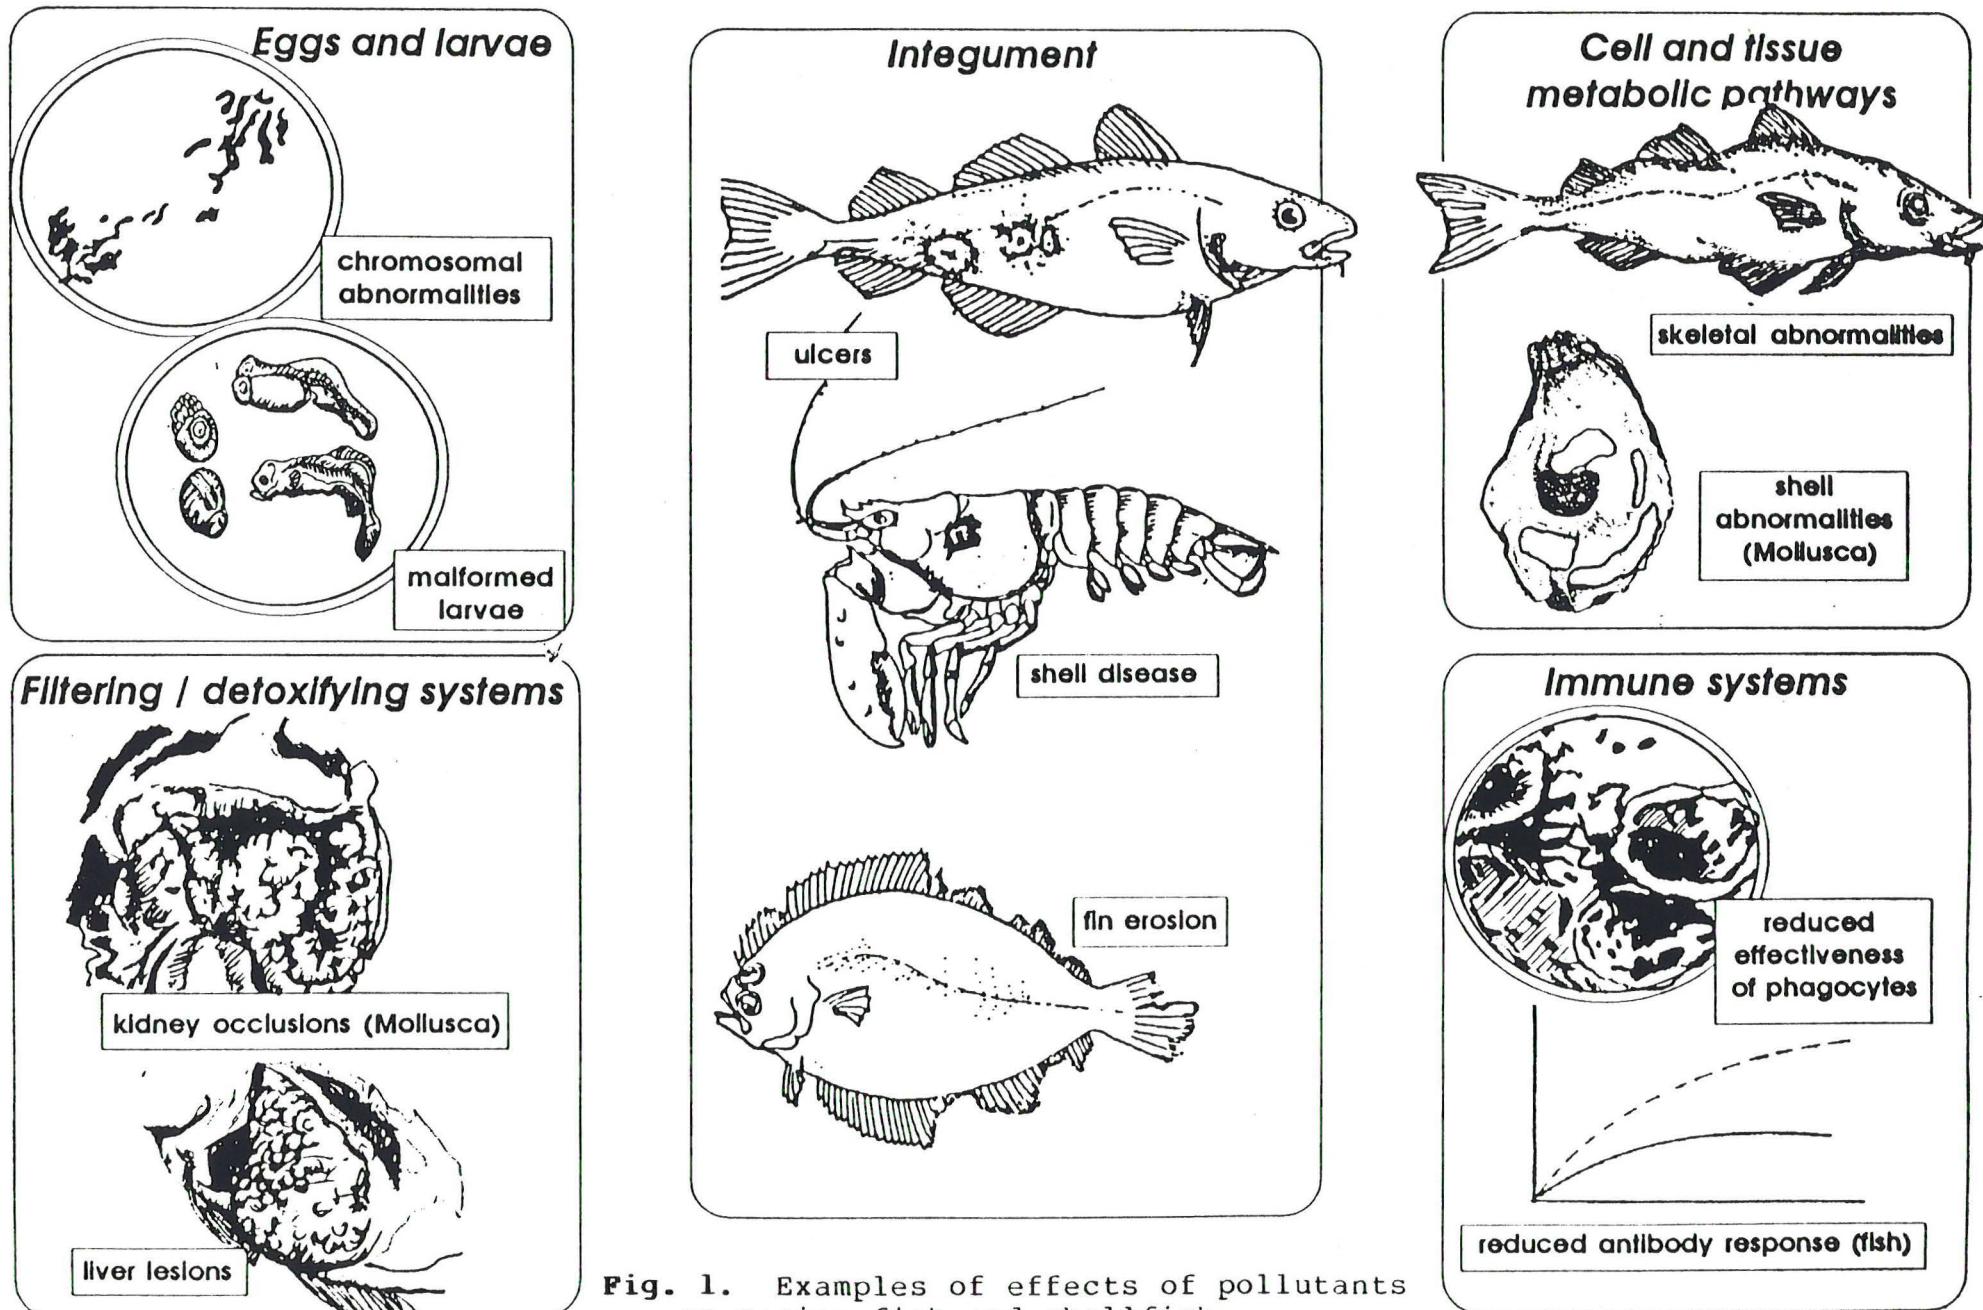 Eggs and larvae
chromosomal
abnormalities
malformed
larvae
Filtering / detoxifying systems
kidney occlusions (Mollusca)
liver lesions
Integument
ulcers
shell disease
fin erosion
Cell and tissue
metabolic pathways
skeletal abnormalities
shell
abnormalities
(Mollusca)
Immune systems
reduced
effectiveness
of phagocytes
reduced antibody response (fish)
Fig. 1. Examples of effects of pollutants